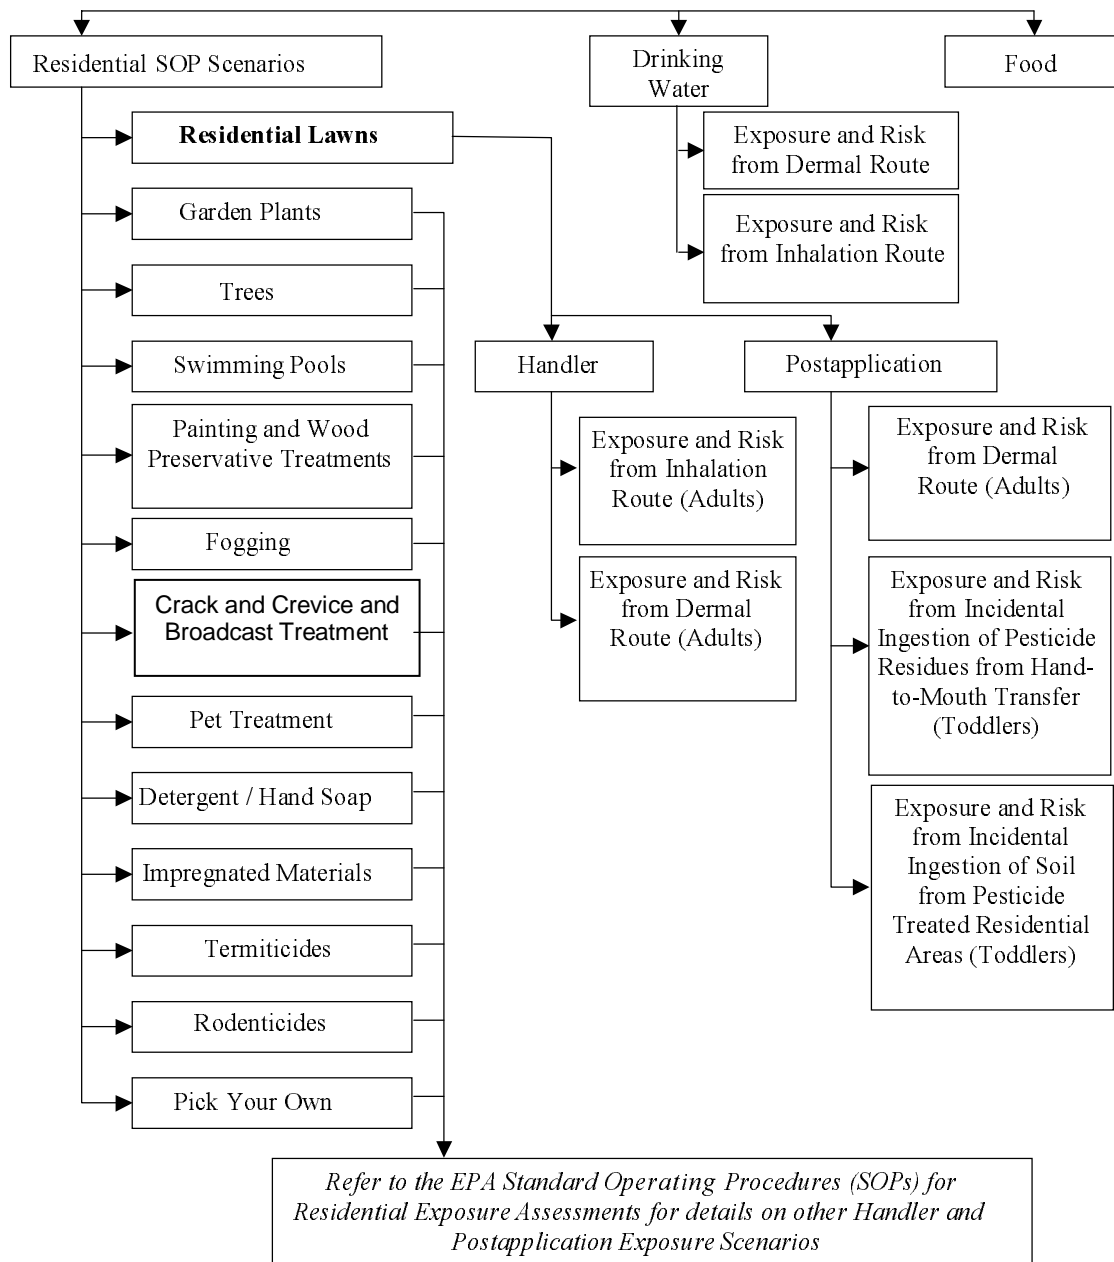 Residential SOP Scenarios
Drinking
Water
Food
Residential Lawns
Exposure and Risk
from Dermal Route
Exposure and Risk
from Inhalation Route
Garden Plants
Trees
Swimming Pools
Painting and Wood
Preservative Treatments
Fogging
Crack and Crevice and
Broadcast Treatment
Pet Treatment
Detergent / Hand Soap
Impregnated Materials
Termiticides
Rodenticides
Pick Your Own
Handler
Exposure and Risk
from Inhalation
Route (Adults)
Exposure and Risk
from Dermal
Route (Adults)
Postapplication
Exposure and Risk
from Dermal
Route (Adults)
Exposure and Risk
from Incidental
Ingestion of Pesticide
Residues from Hand-
to-Mouth Transfer
(Toddlers)
Exposure and Risk
from Incidental
Ingestion of Soil
from Pesticide
Treated Residential
Areas (Toddlers)
Refer to the EPA Standard Operating Procedures (SOPs) for
Residential Exposure Assessments for details on other Handler and
Postapplication Exposure Scenarios